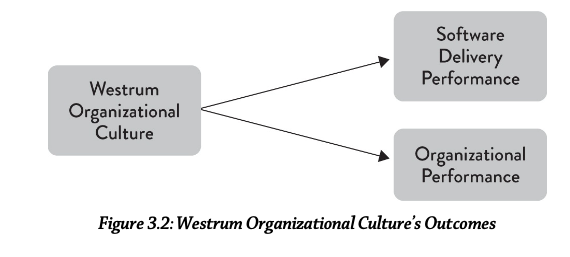 Westrum
Organizational
Culture
Software
Delivery
Performance
Organizational
Performance
Figure 3.2: Westrum Organizational Culture's Outcomes